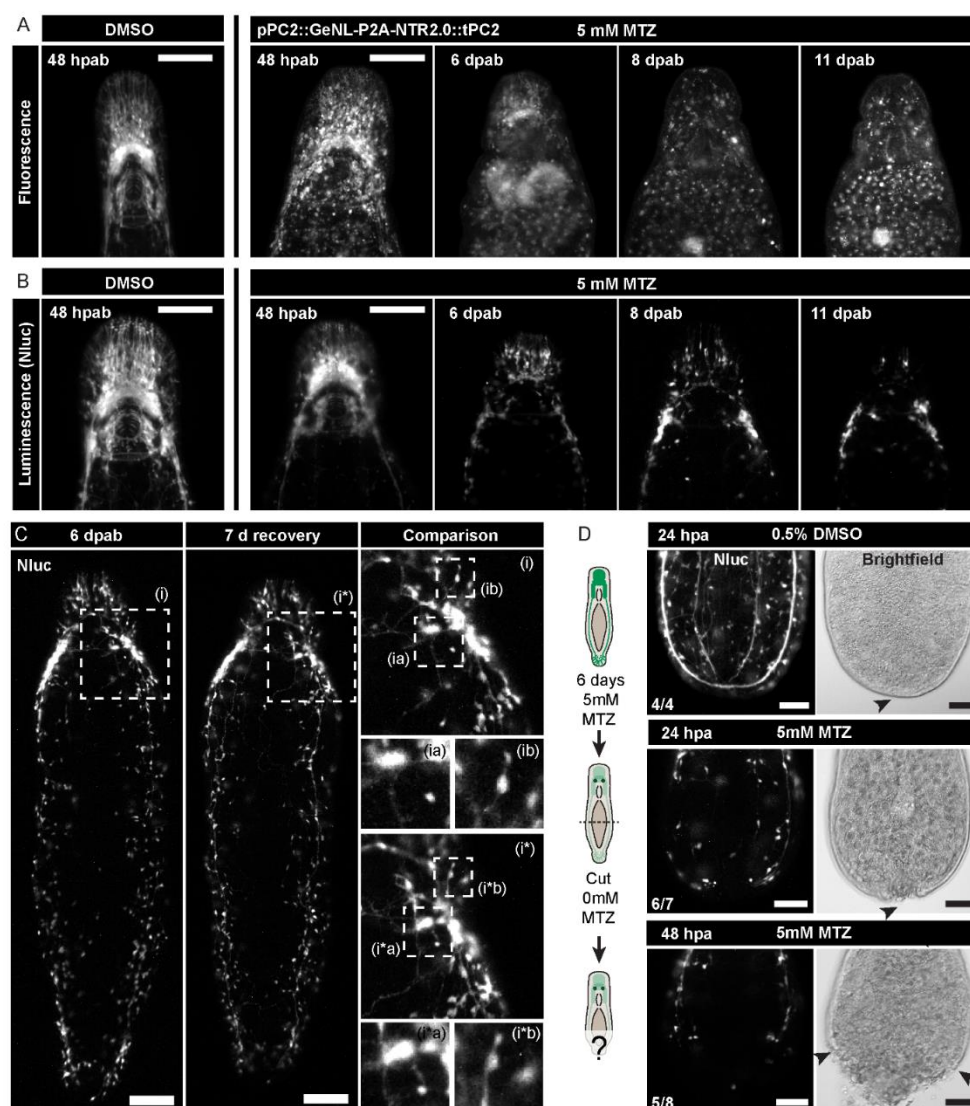 A
DMSO
pPC2::GeNL-P2A-NTR2.0::tPC2 5 mM MTZ
Fluorescence
48 hpab
48 hpab
6 dpab
8 dpab
11 dpab
B
DMSO
5 mM MTZ
Luminescence (Nluc)
48 hpab
48 hpab
6 dpab
8 dpab
11 dpab
C
6 dpab
7 d recovery
Comparison
Nluc
(i)
(i*)
(i)
(ib)
(ia)
(ia)
(ib)
(i*)
(i*b)
(i*a)
(i*a)
(i*b)
D
6 days
5mM
MTZ
Cut
0mM
MTZ
?
24 hpa 0.5% DMSO
Nluc
Brightfield
4/4
24 hpa 5mM MTZ
6/7
48 hpa 5mM MTZ
5/8